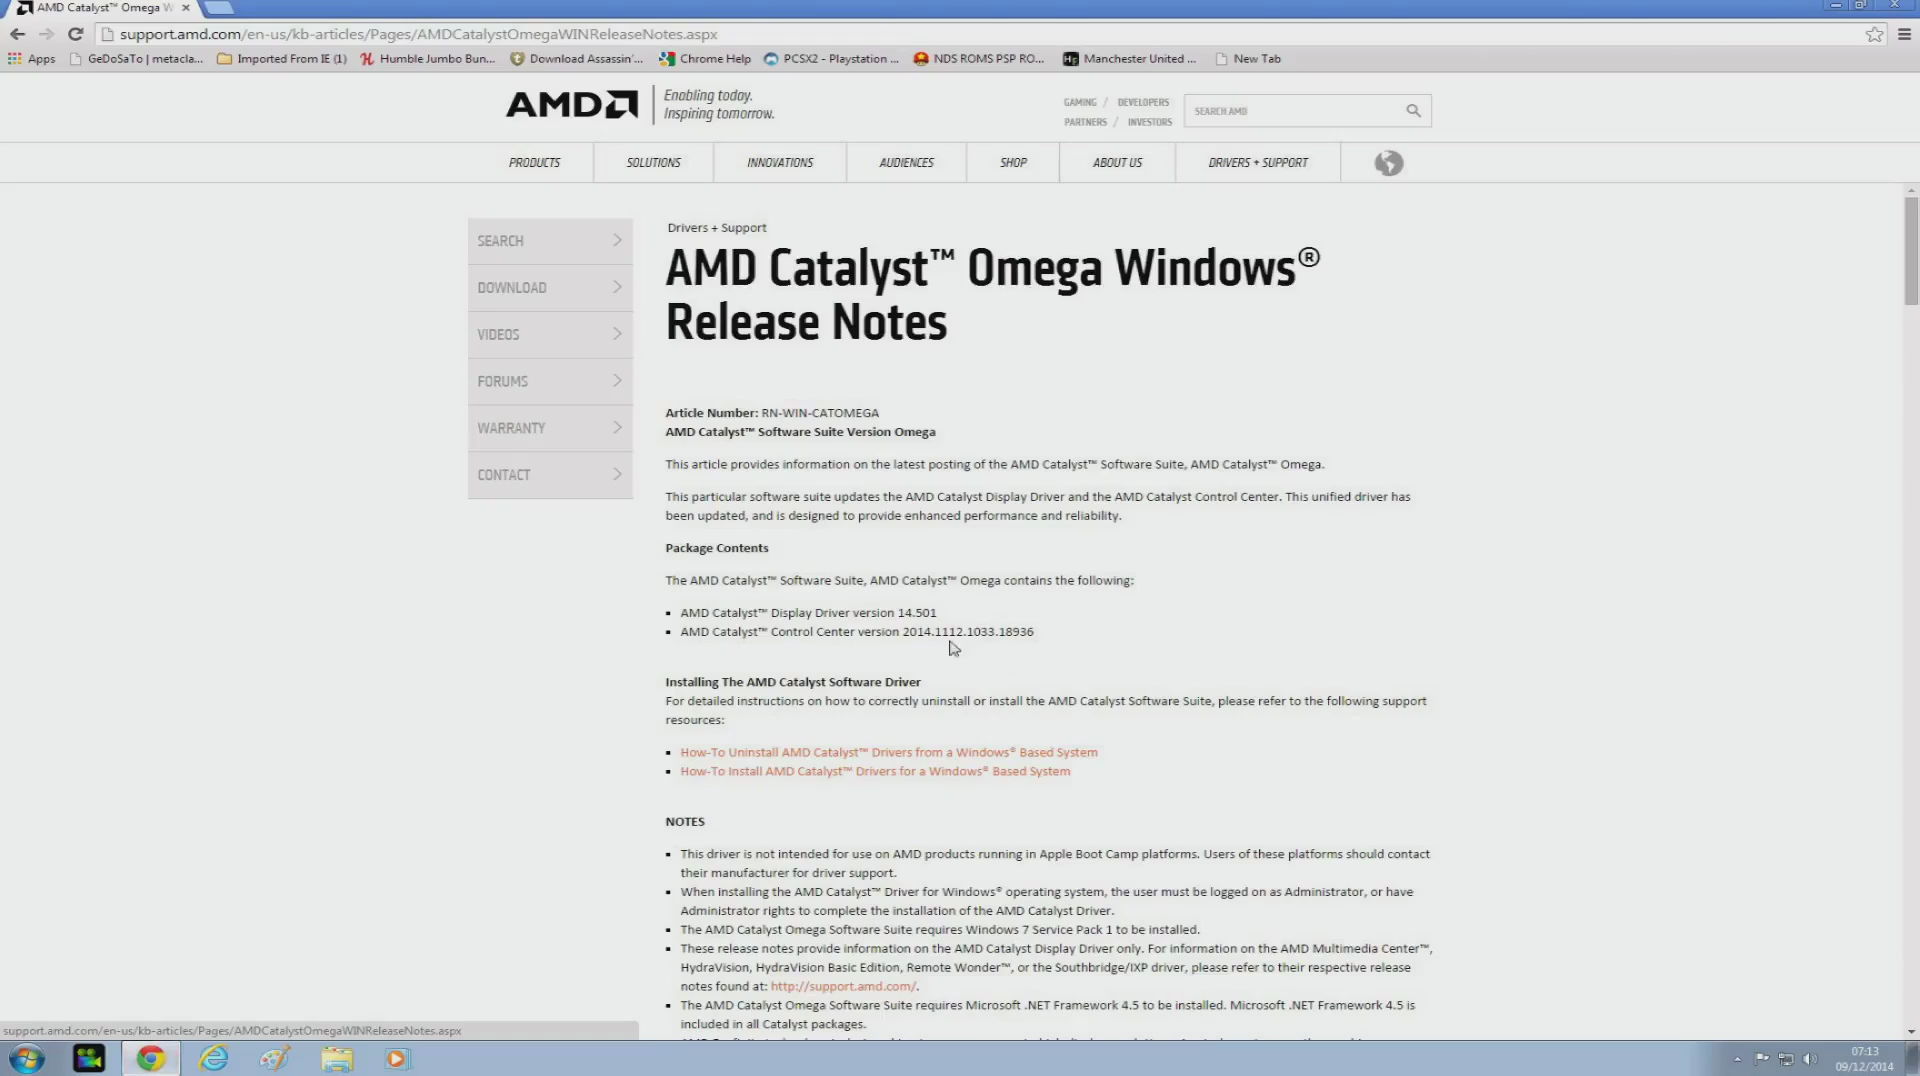 AMD Catalyst™ Omega W
support.amd.com/en-us/kb-articles/Pages/AMDCatalystOmegaWINReleaseNotes.aspx
Apps GeDoSaTo | metacla... Imported From IE (1) Humble Jumbo Bun... Download Assassin'... Chrome Help PCSX2 - Playstation ... NDS ROMS PSP RO... Manchester United ... New Tab
AMD Enabling today.
Inspiring tomorrow.
GAMING / DEVELOPERS
PARTNERS / INVESTORS
SEARCH AMD
PRODUCTS SOLUTIONS INNOVATIONS AUDIENCES SHOP ABOUT US DRIVERS + SUPPORT
SEARCH
DOWNLOAD
VIDEOS
FORUMS
WARRANTY
CONTACT
Drivers + Support
AMD Catalyst™ Omega Windows®
Release Notes
Article Number: RN-WIN-CATOMEGA
AMD Catalyst™ Software Suite Version Omega
This article provides information on the latest posting of the AMD Catalyst™ Software Suite, AMD Catalyst™ Omega.
This particular software suite updates the AMD Catalyst Display Driver and the AMD Catalyst Control Center. This unified driver has
been updated, and is designed to provide enhanced performance and reliability.
Package Contents
The AMD Catalyst™ Software Suite, AMD Catalyst™ Omega contains the following:
▪ AMD Catalyst™ Display Driver version 14.501
▪ AMD Catalyst™ Control Center version 2014.1112.1033.18936
Installing The AMD Catalyst Software Driver
For detailed instructions on how to correctly uninstall or install the AMD Catalyst Software Suite, please refer to the following support
resources:
▪ How-To Uninstall AMD Catalyst™ Drivers from a Windows® Based System
▪ How-To Install AMD Catalyst™ Drivers for a Windows® Based System
NOTES
▪ This driver is not intended for use on AMD products running in Apple Boot Camp platforms. Users of these platforms should contact
their manufacturer for driver support.
▪ When installing the AMD Catalyst™ Driver for Windows® operating system, the user must be logged on as Administrator, or have
Administrator rights to complete the installation of the AMD Catalyst Driver.
▪ The AMD Catalyst Omega Software Suite requires Windows 7 Service Pack 1 to be installed.
▪ These release notes provide information on the AMD Catalyst Display Driver only. For information on the AMD Multimedia Center™,
HydraVision, HydraVision Basic Edition, Remote Wonder™, or the Southbridge/IXP driver, please refer to their respective release
notes found at: http://support.amd.com/.
▪ The AMD Catalyst Omega Software Suite requires Microsoft .NET Framework 4.5 to be installed. Microsoft .NET Framework 4.5 is
included in all Catalyst packages.
support.amd.com/en-us/kb-articles/Pages/AMDCatalystOmegaWINReleaseNotes.aspx
07:13
09/12/2014